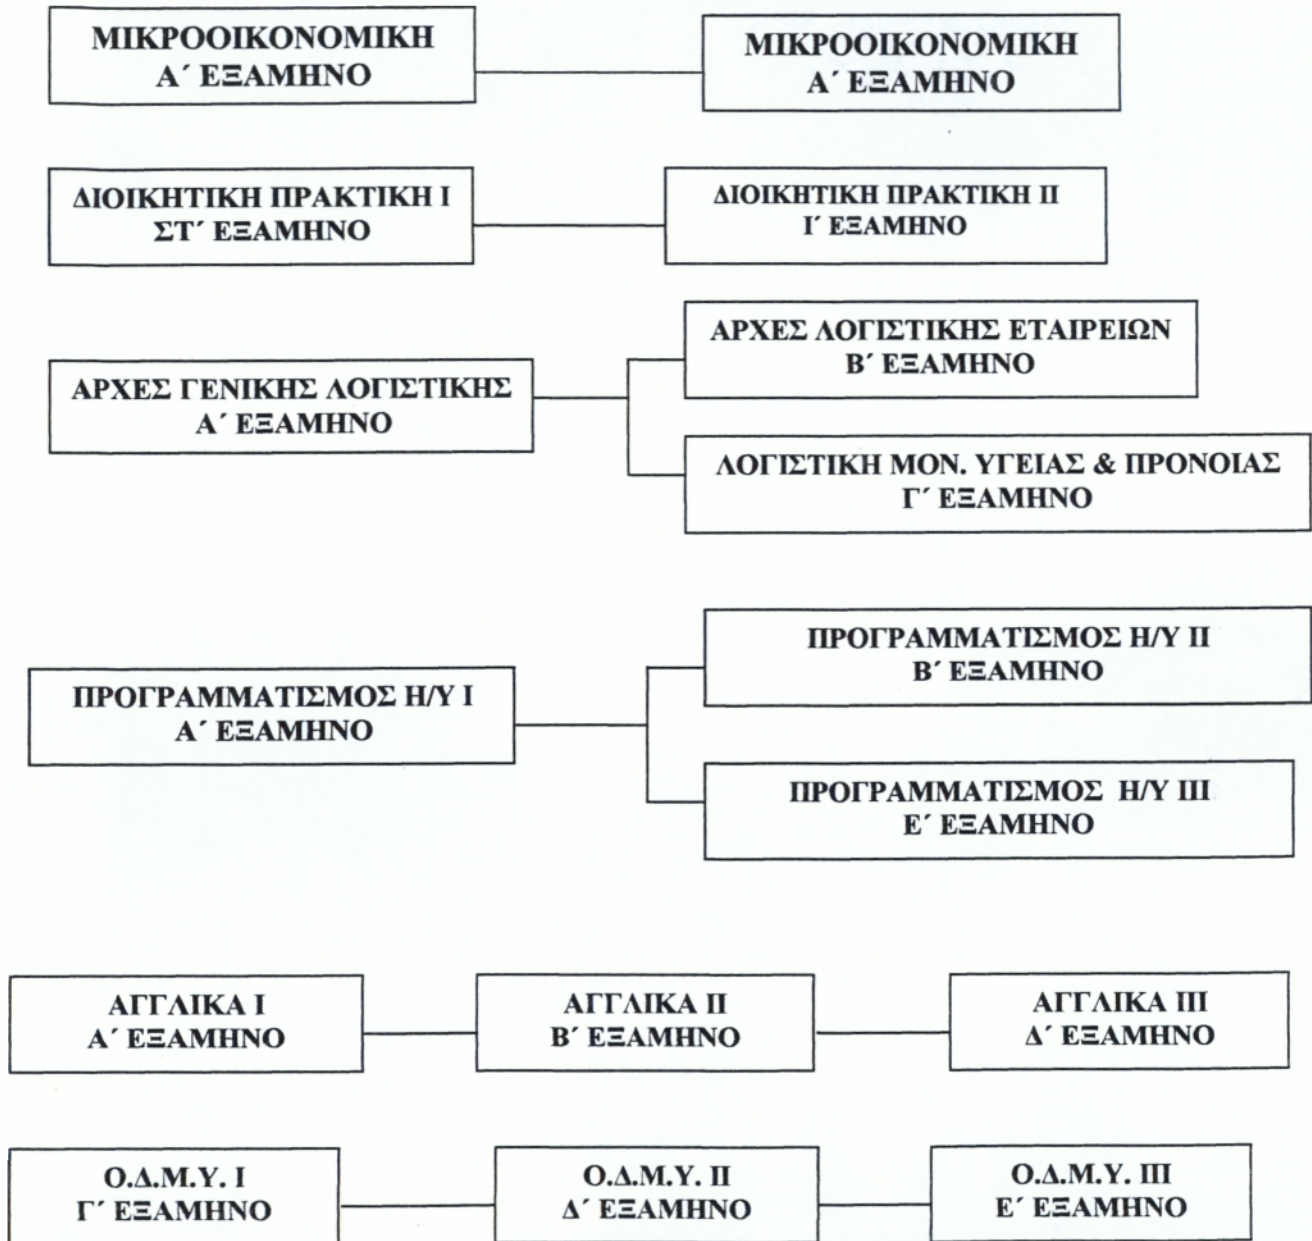 ΜΙΚΡΟΟΙΚΟΝΟΜΙΚΗ
Α΄ ΕΞΑΜΗΝΟ
ΜΙΚΡΟΟΙΚΟΝΟΜΙΚΗ
Α΄ ΕΞΑΜΗΝΟ
ΔΙΟΙΚΗΤΙΚΗ ΠΡΑΚΤΙΚΗ Ι
ΣΤ΄ ΕΞΑΜΗΝΟ
ΔΙΟΙΚΗΤΙΚΗ ΠΡΑΚΤΙΚΗ ΙΙ
Ι΄ ΕΞΑΜΗΝΟ
ΑΡΧΕΣ ΓΕΝΙΚΗΣ ΛΟΓΙΣΤΙΚΗΣ
Α΄ ΕΞΑΜΗΝΟ
ΑΡΧΕΣ ΛΟΓΙΣΤΙΚΗΣ ΕΤΑΙΡΕΙΩΝ
Β΄ ΕΞΑΜΗΝΟ
ΛΟΓΙΣΤΙΚΗ ΜΟΝ. ΥΓΕΙΑΣ & ΠΡΟΝΟΙΑΣ
Γ΄ ΕΞΑΜΗΝΟ
ΠΡΟΓΡΑΜΜΑΤΙΣΜΟΣ Η/Υ Ι
Α΄ ΕΞΑΜΗΝΟ
ΠΡΟΓΡΑΜΜΑΤΙΣΜΟΣ Η/Υ ΙΙ
Β΄ ΕΞΑΜΗΝΟ
ΠΡΟΓΡΑΜΜΑΤΙΣΜΟΣ Η/Υ ΙΙΙ
Ε΄ ΕΞΑΜΗΝΟ
ΑΓΓΛΙΚΑ Ι
Α΄ ΕΞΑΜΗΝΟ
ΑΓΓΛΙΚΑ ΙΙ
Β΄ ΕΞΑΜΗΝΟ
ΑΓΓΛΙΚΑ ΙΙΙ
Δ΄ ΕΞΑΜΗΝΟ
Ο.Δ.Μ.Υ. Ι
Γ΄ ΕΞΑΜΗΝΟ
Ο.Δ.Μ.Υ. ΙΙ
Δ΄ ΕΞΑΜΗΝΟ
Ο.Δ.Μ.Υ. ΙΙΙ
Ε΄ ΕΞΑΜΗΝΟ